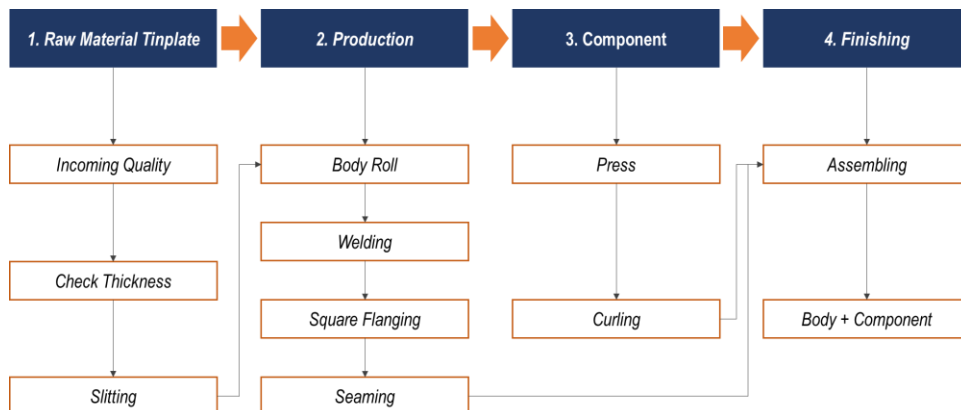 1. Raw Material Tinplate
2. Production
3. Component
4. Finishing
Incoming Quality
Check Thickness
Slitting
Body Roll
Welding
Square Flanging
Seaming
Press
Curling
Assembling
Body + Component